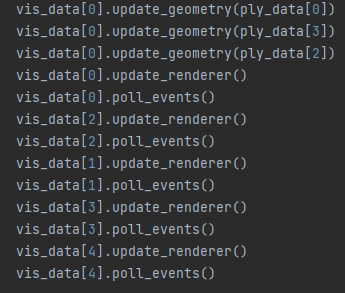 vis_data[0].update_geometry(ply_data[0])
vis_data[0].update_geometry(ply_data[3])
vis_data[0].update_geometry(ply_data[2])
vis_data[0].update_renderer()
vis_data[0].poll_events()
vis_data[2].update_renderer()
vis_data[2].poll_events()
vis_data[1].update_renderer()
vis_data[1].poll_events()
vis_data[3].update_renderer()
vis_data[3].poll_events()
vis_data[4].update_renderer()
vis_data[4].poll_events()